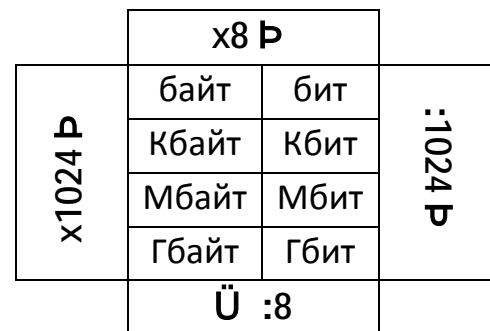 x8 Þ
x1024 Þ
байт бит
Кбайт Кбит
Мбайт Мбит
Гбайт Гбит
:1024 Þ
Ü :8